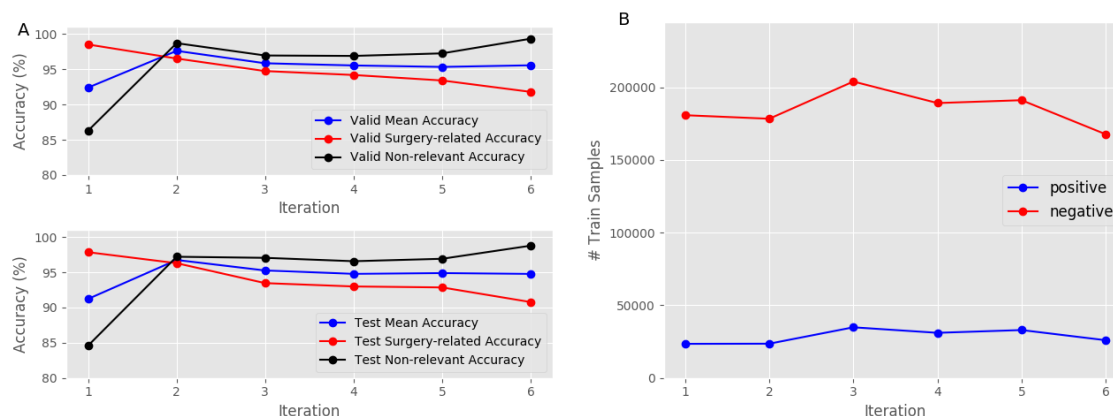 A
Accuracy (%)
100
95
90
85
80
Valid Mean Accuracy
Valid Surgery-related Accuracy
Valid Non-relevant Accuracy
1 2 3 4 5 6
Iteration
Accuracy (%)
100
95
90
85
80
Test Mean Accuracy
Test Surgery-related Accuracy
Test Non-relevant Accuracy
1 2 3 4 5 6
Iteration
B
# Train Samples
200000
150000
100000
50000
0
positive
negative
1 2 3 4 5 6
Iteration